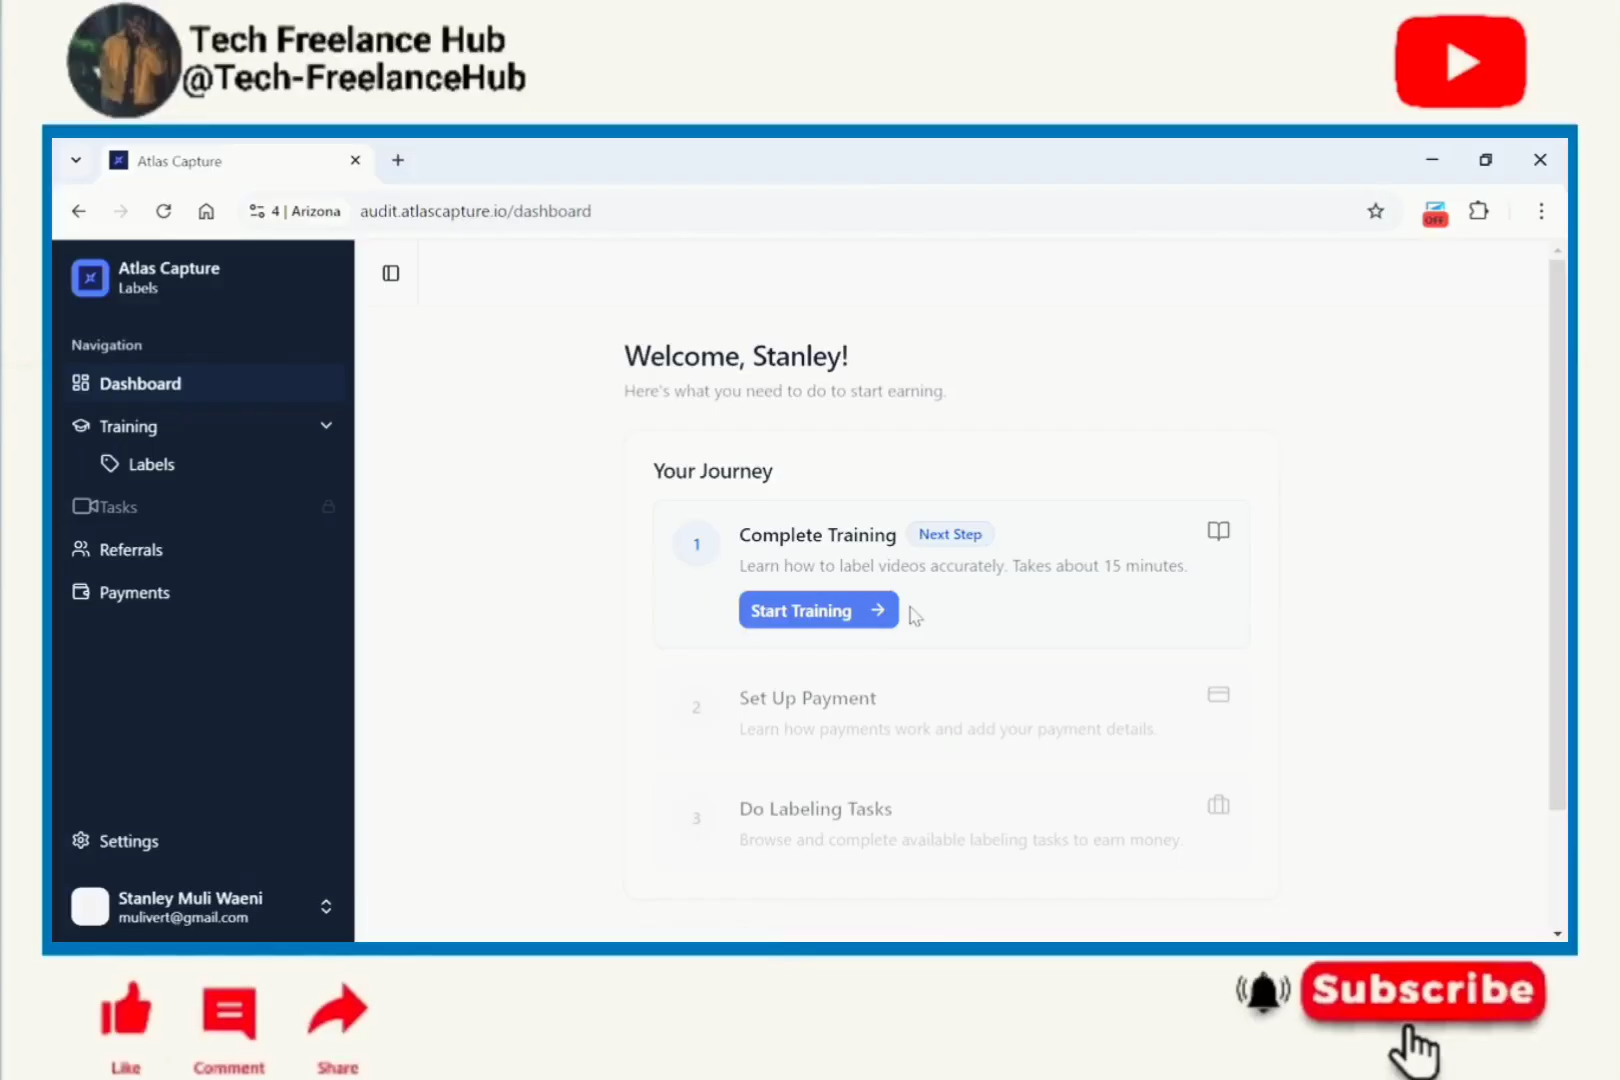 Tech Freelance Hub
@Tech-FreelanceHub
Atlas Capture
4 | Arizona
audit.atlascapture.io/dashboard
OFF
Atlas Capture
Labels
Navigation
Dashboard
Training
Labels
Tasks
Referrals
Payments
Settings
Stanley Muli Waeni
mulivert@gmail.com
Welcome, Stanley!
Here's what you need to do to start earning.
Your Journey
1
Complete Training
Next Step
Learn how to label videos accurately. Takes about 15 minutes.
Start Training
2
Set Up Payment
Learn how payments work and add your payment details.
3
Do Labeling Tasks
Browse and complete available labeling tasks to earn money.
Like
Comment
Share
Subscribe